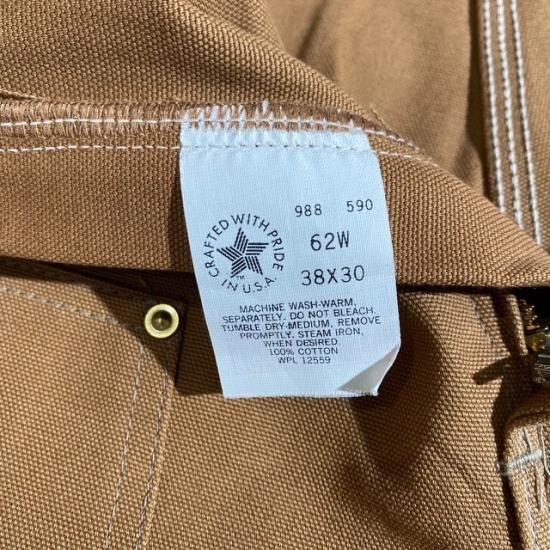 988 590
CRAFTED WITH PRIDE
IN U.S.A.
TM
62W
38X30
MACHINE WASH-WARM,
SEPARATELY. DO NOT BLEACH.
TUMBLE DRY-MEDIUM, REMOVE
PROMPTLY. STEAM IRON,
WHEN DESIRED.
100% COTTON
WPL 12559